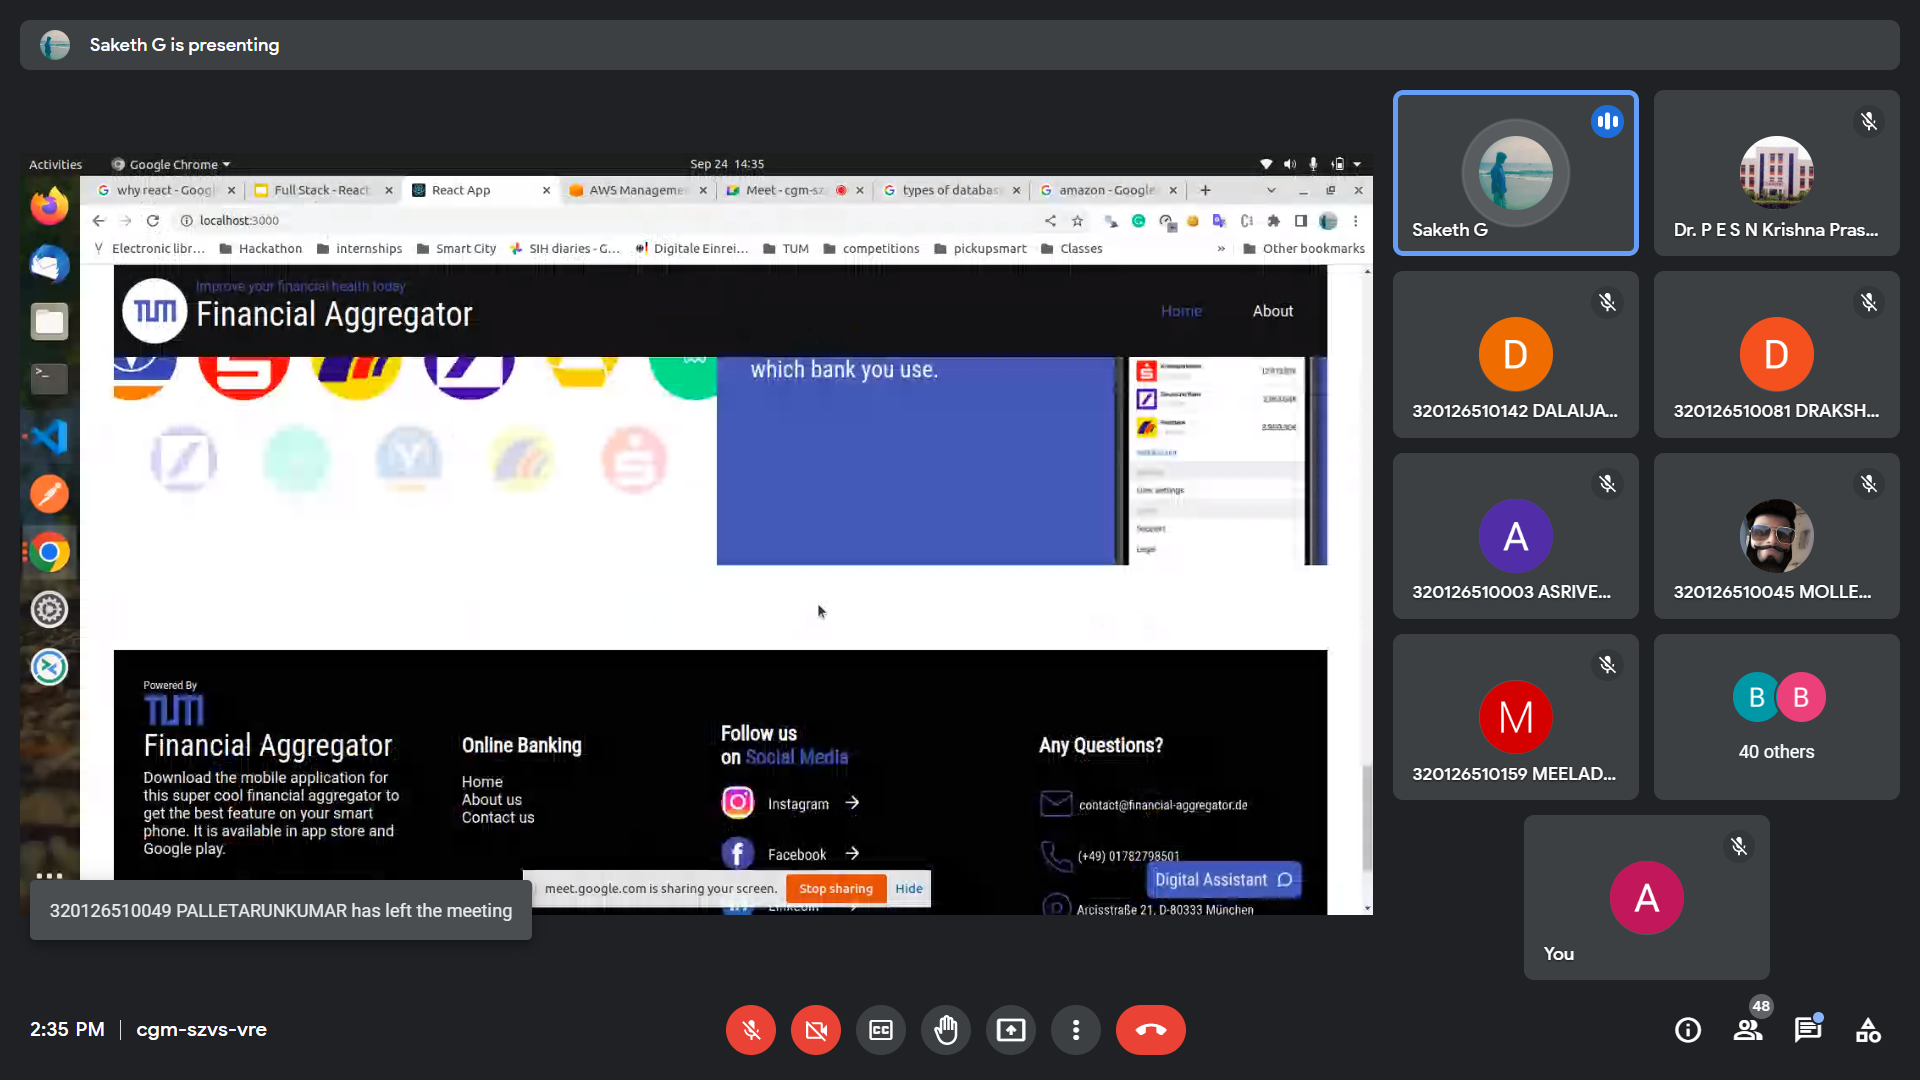 Saketh G is presenting
Activities
Google Chrome
Sep 24 14:35
why react - Googl
Full Stack - React
React App
AWS Manageme
Meet - cgm-sz
types of databas
amazon - Google
localhost:3000
Electronic libr...
Hackathon
internships
Smart City
SIH diaries - G...
Digitale Einrei...
TUM
competitions
pickupsmart
Classes
»
Other bookmarks
TUM
Improve your financial health today
Financial Aggregator
Home
About
which bank you use.
User settings
Support
Legal
Powered By
TUM
Financial Aggregator
Download the mobile application for
this super cool financial aggregator to
get the best feature on your smart
phone. It is available in app store and
Google play.
Online Banking
Home
About us
Contact us
Follow us
on Social Media
Instagram
Facebook
LinkedIn
Any Questions?
contact@financial-aggregator.de
(+49) 01782798501
Digital Assistant
Arcisstraße 21, D-80333 München
meet.google.com is sharing your screen.
Stop sharing
Hide
320126510049 PALLETARUNKUMAR has left the meeting
Saketh G
Dr. P E S N Krishna Pras...
D
320126510142 DALAIJA...
D
320126510081 DRAKSH...
A
320126510003 ASRIVE...
320126510045 MOLLE...
M
320126510159 MEELAD...
B
B
40 others
A
You
2:35 PM
cgm-szvs-vre
CC
48